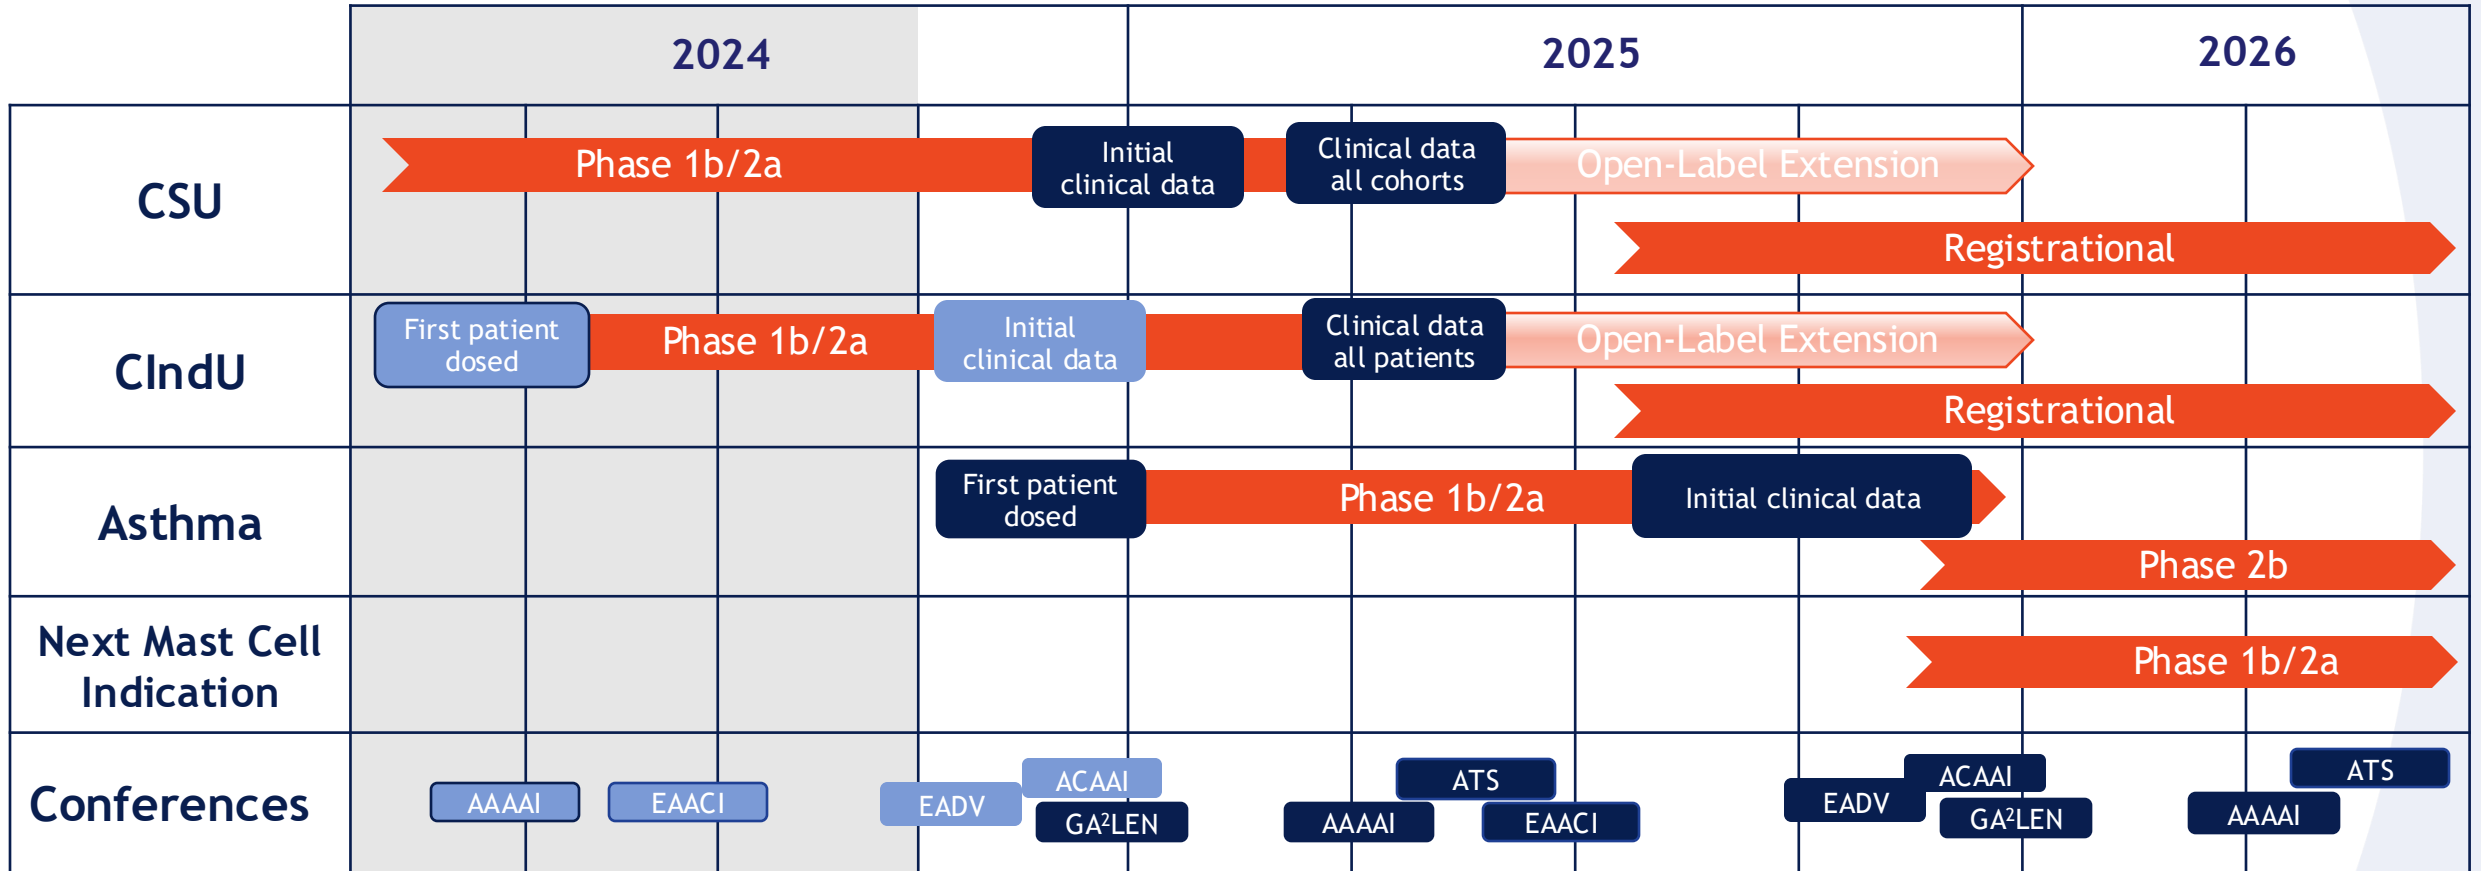 2024
2025
2026
CSU
Phase 1b/2a
Initial
clinical data
Clinical data
all cohorts
Open-Label Extension
Registrational
CIndU
First patient
dosed
Phase 1b/2a
Initial
clinical data
Clinical data
all patients
Open-Label Extension
Registrational
Asthma
First patient
dosed
Phase 1b/2a
Initial clinical data
Phase 2b
Next Mast Cell
Indication
Phase 1b/2a
Conferences
AAAAI
EAACI
EADV
ACAAI
GA²LEN
AAAAI
ATS
EAACI
EADV
ACAAI
GA²LEN
AAAAI
ATS